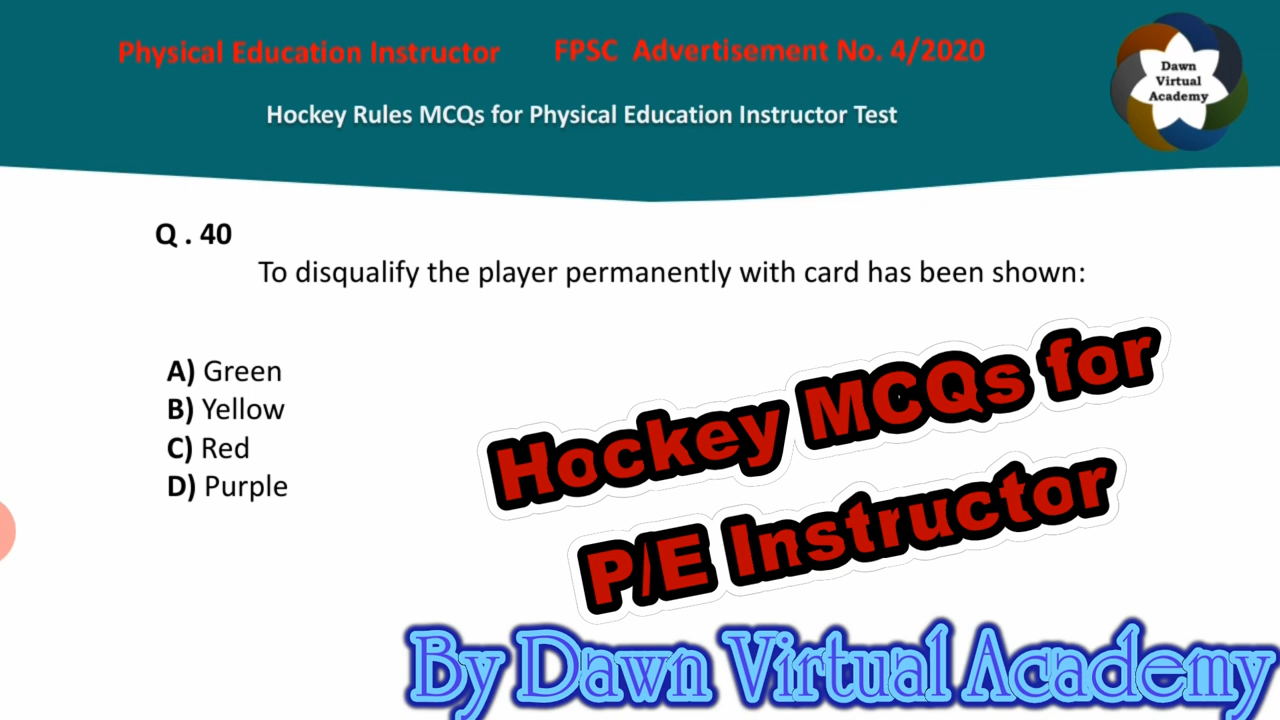 Physical Education Instructor FPSC Advertisement No. 4/2020
Dawn
Virtual
Academy
Hockey Rules MCQs for Physical Education Instructor Test
Q . 40
To disqualify the player permanently with card has been shown:
A) Green
B) Yellow
C) Red
D) Purple
Hockey MCQs for
P/E Instructor
By Dawn Virtual Academy